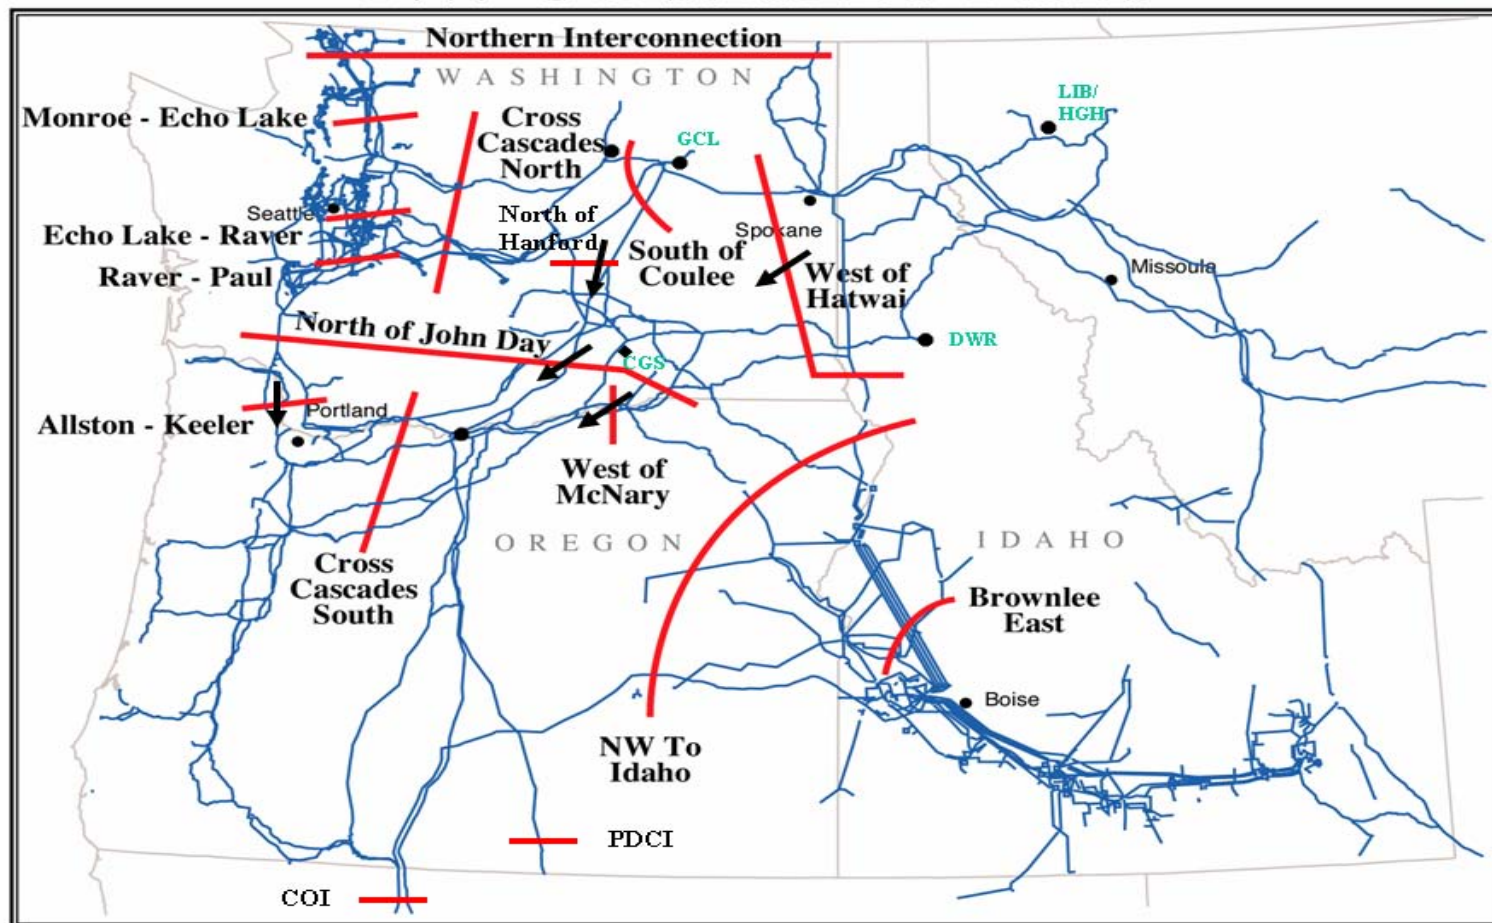 Northern Interconnection
WASHINGTON
LIB/
HGH
Monroe - Echo Lake
Cross
Cascades
North
GCL
Seattle
North of
Hanford
Echo Lake - Raver
Spokane
South of
Coulee
West of
Hatwai
Missoula
Raver - Paul
North of John Day
DWR
CGS
Portland
Allston - Keeler
West of
McNary
OREGON
IDAHO
Cross
Cascades
South
Brownlee
East
Boise
NW To
Idaho
PDCI
COI